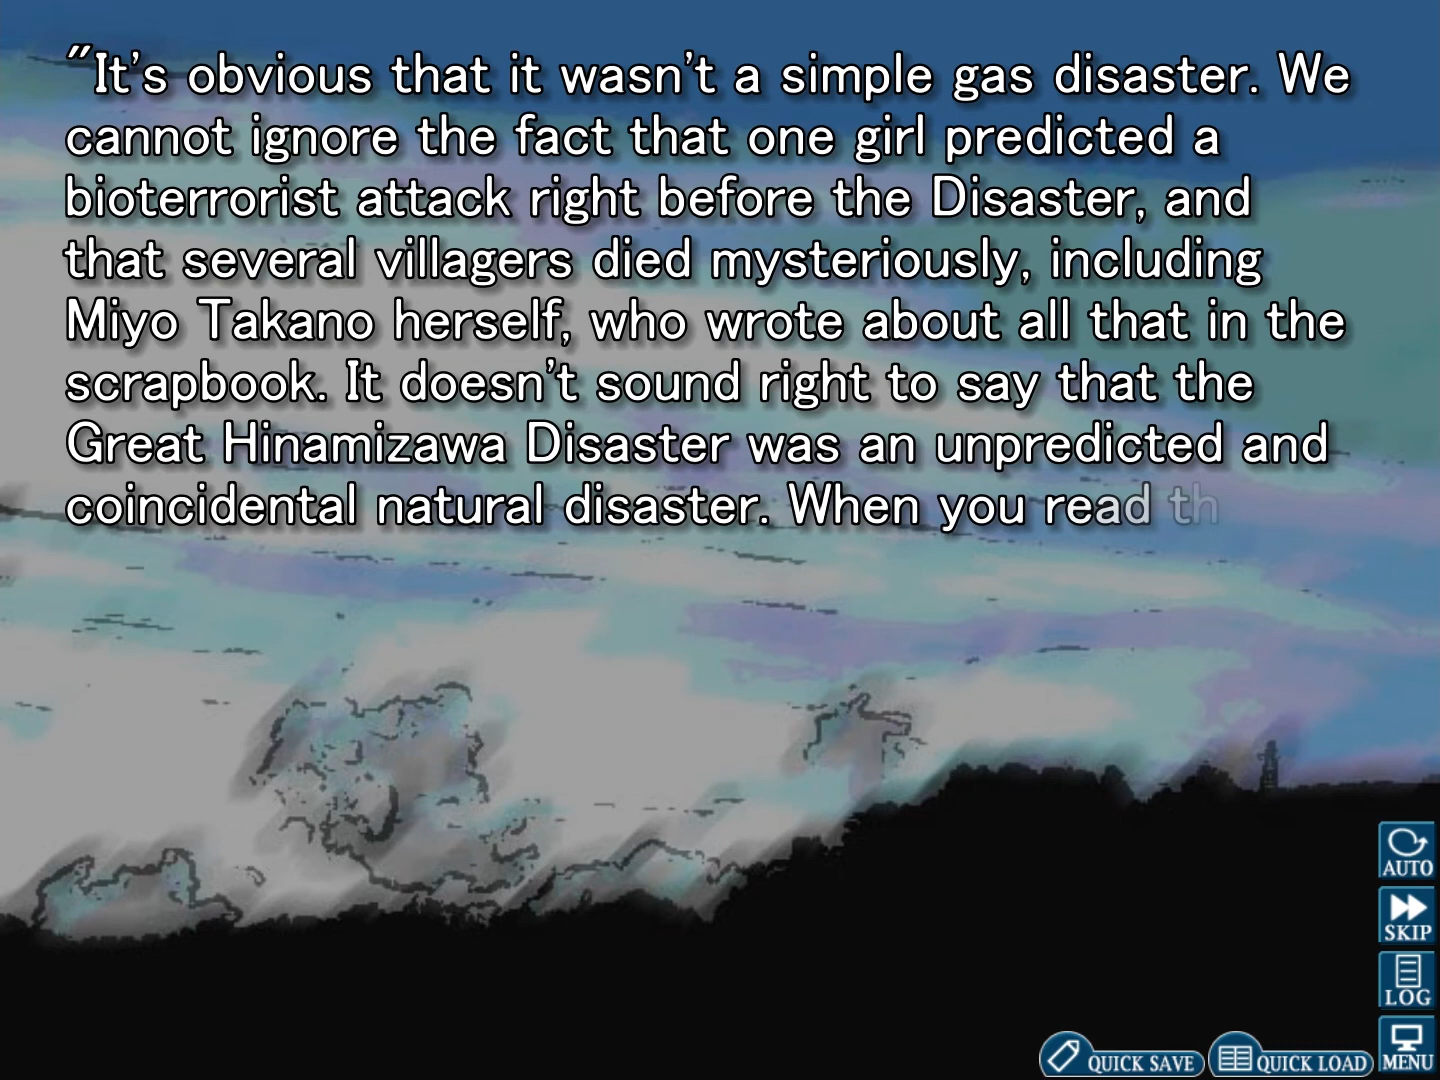 "It's obvious that it wasn't a simple gas disaster. We
cannot ignore the fact that one girl predicted a
bioterrorist attack right before the Disaster, and
that several villagers died mysteriously, including
Miyo Takano herself, who wrote about all that in the
scrapbook. It doesn't sound right to say that the
Great Hinamizawa Disaster was an unpredicted and
coincidental natural disaster. When you read th
AUTO
SKIP
LOG
MENU
QUICK SAVE
QUICK LOAD